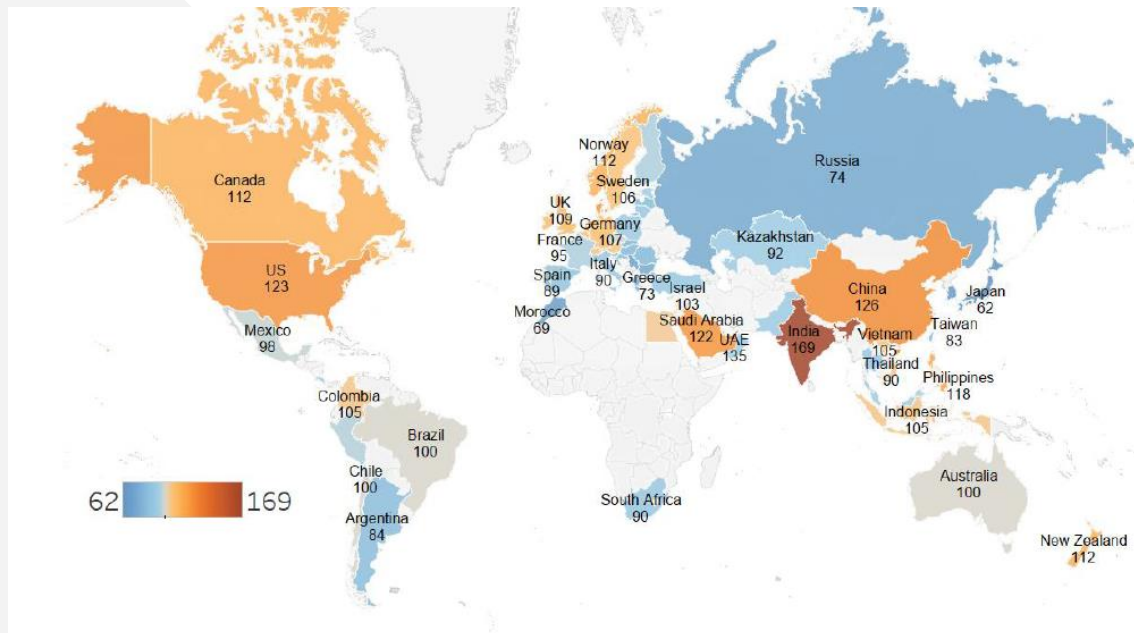 Norway
112
Sweden
106
Russia
74
Canada
112
UK
109
Germany
107
France
95
Kazakhstan
92
US
123
Italy
90
Spain
89
Greece
73
Israel
103
China
126
Japan
62
Morocco
69
Mexico
98
Saudi Arabia
122
UAE
135
India
169
Vietnam
105
Taiwan
83
Thailand
90
Philippines
118
Colombia
105
Indonesia
105
Brazil
100
Chile
100
Australia
100
62
169
South Africa
90
Argentina
84
New Zealand
112